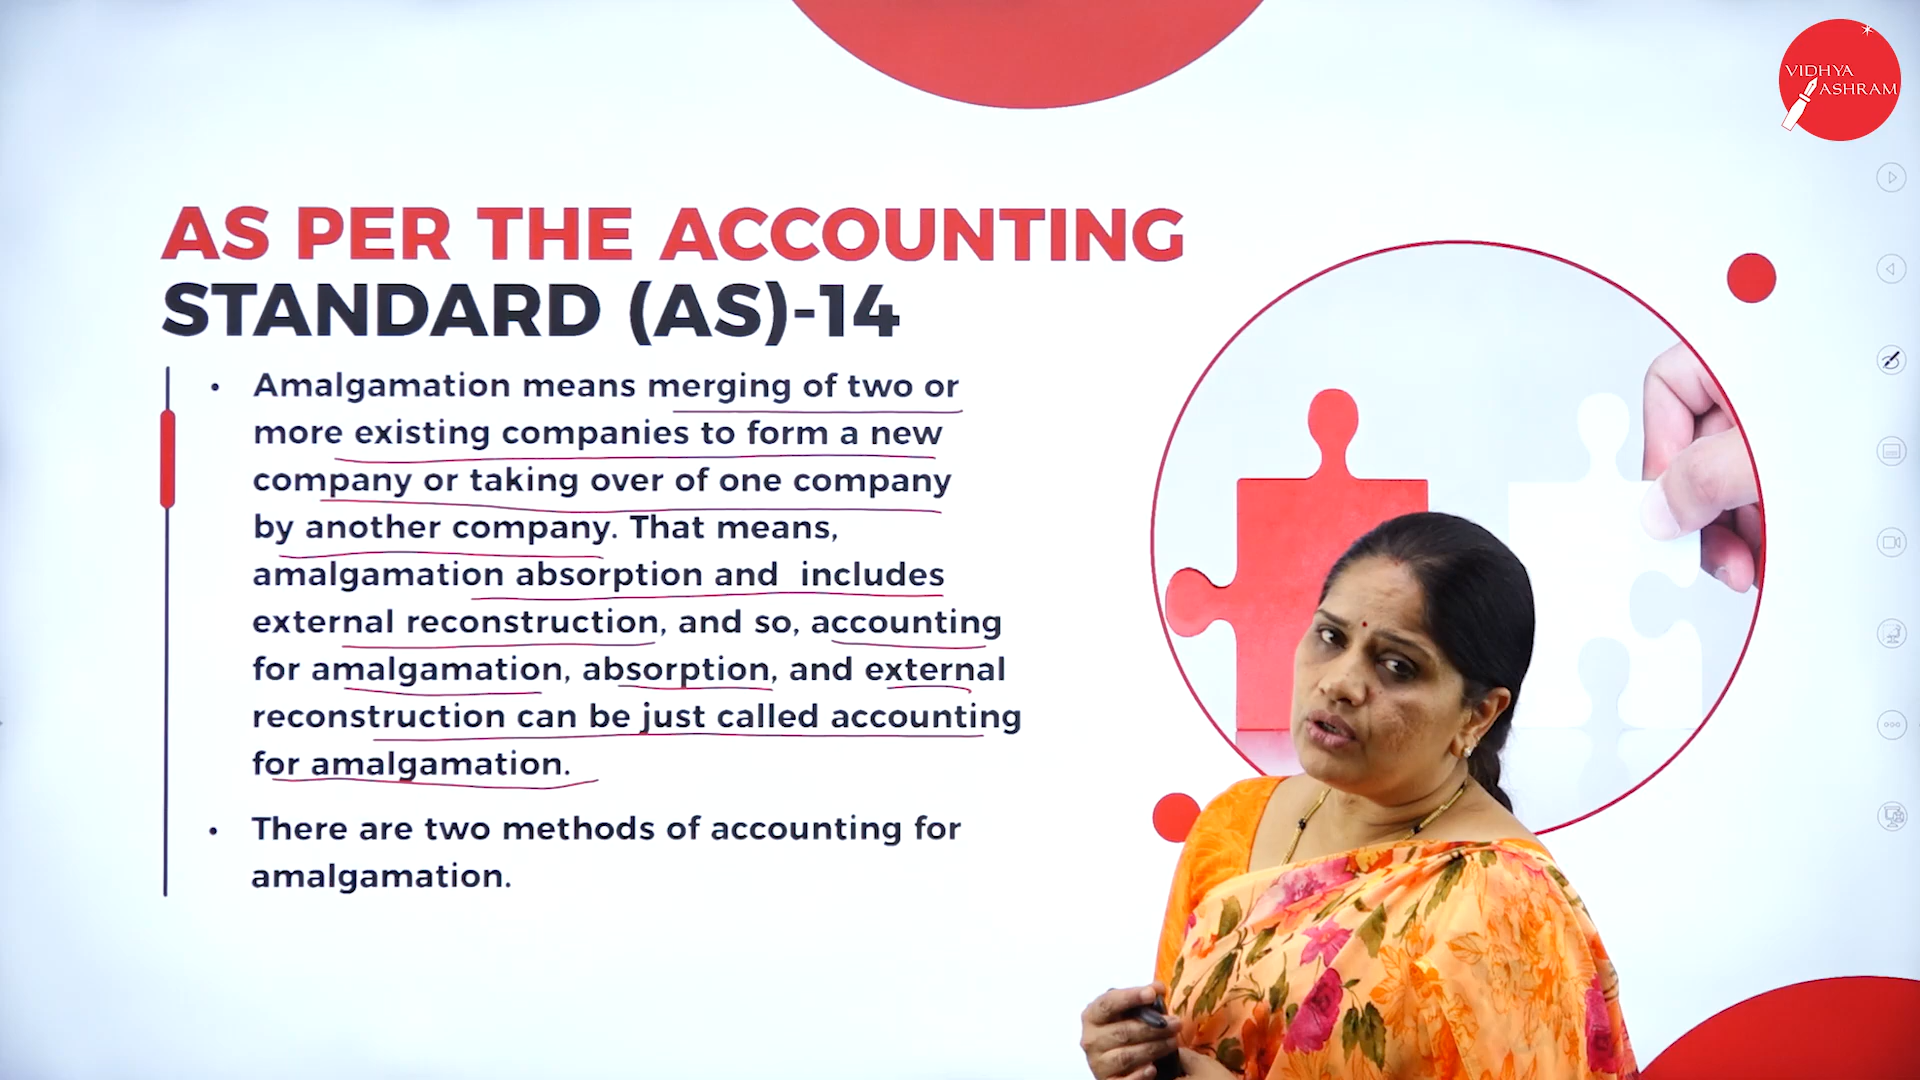 VIDHYA
ASHRAM
AS PER THE ACCOUNTING
STANDARD (AS)-14
• Amalgamation means merging of two or
more existing companies to form a new
company or taking over of one company
by another company. That means,
amalgamation absorption and  includes
external reconstruction, and so, accounting
for amalgamation, absorption, and external
reconstruction can be just called accounting
for amalgamation.
• There are two methods of accounting for
amalgamation.